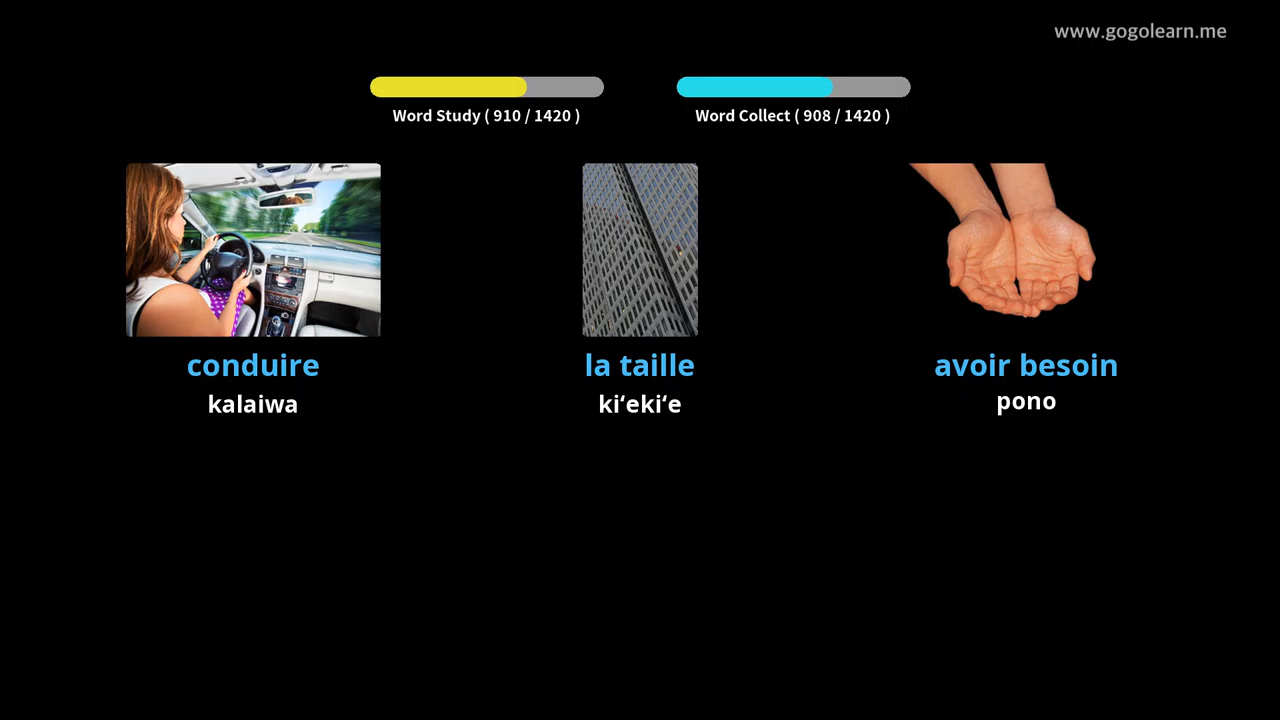 www.gogolearn.me
Word Study ( 910 / 1420 )
Word Collect ( 908 / 1420 )
conduire
kalaiwa
la taille
kiʻekiʻe
avoir besoin
pono